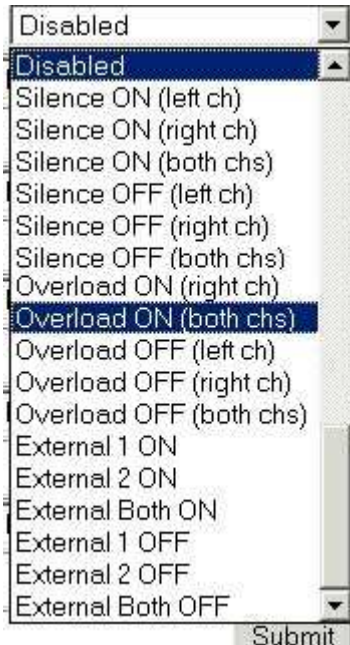 Disabled
Disabled
Silence ON (left ch)
Silence ON (right ch)
Silence ON (both chs)
Silence OFF (left ch)
Silence OFF (right ch)
Silence OFF (both chs)
Overload ON (right ch)
Overload ON (both chs)
Overload OFF (left ch)
Overload OFF (right ch)
Overload OFF (both chs)
External 1 ON
External 2 ON
External Both ON
External 1 OFF
External 2 OFF
External Both OFF
Submit